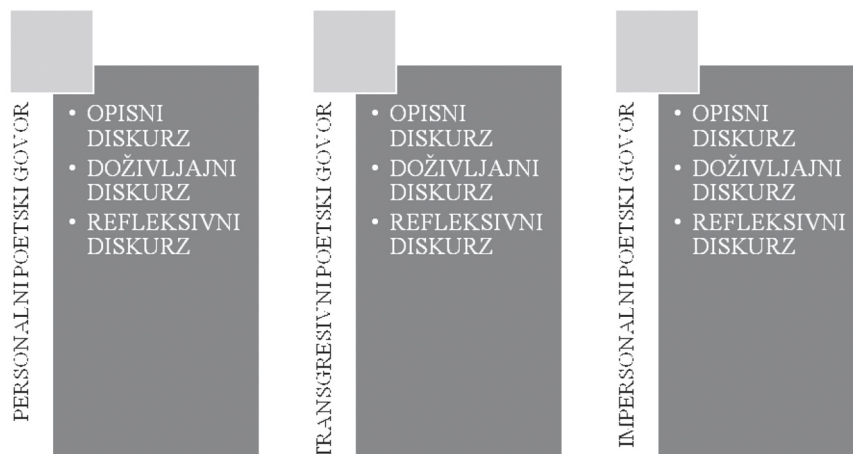 PERSONALNI POETSKI GOVOR
• OPISNI
DISKURZ
• DOŽIVLJAJNI
DISKURZ
• REFLEKSIVNI
DISKURZ
TRANSGRESIVNI POETSKI GOVOR
• OPISNI
DISKURZ
• DOŽIVLJAJNI
DISKURZ
• REFLEKSIVNI
DISKURZ
IMPERSONALNI POETSKI GOVOR
• OPISNI
DISKURZ
• DOŽIVLJAJNI
DISKURZ
• REFLEKSIVNI
DISKURZ